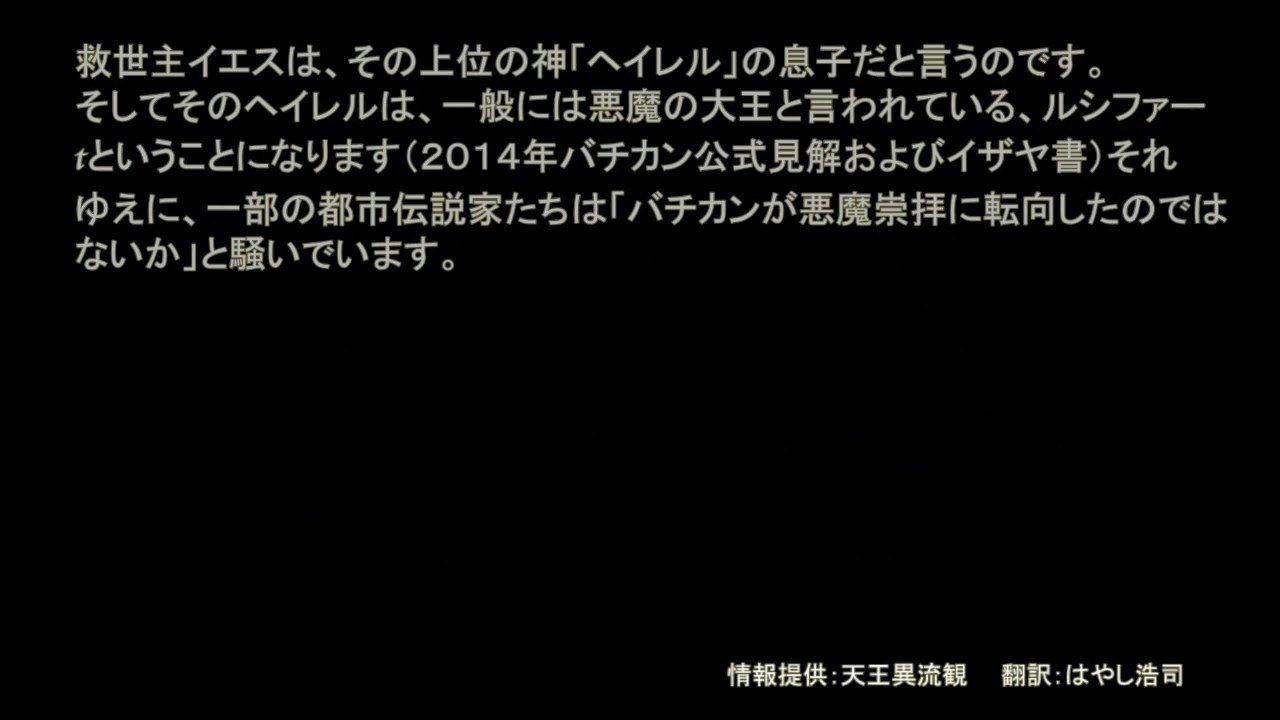 救世主イエスは、その上位の神「ヘイレル」の息子だと言うのです。
そしてそのヘイレルは、一般には悪魔の大王と言われている、ルシファー
tということになります（２０１４年バチカン公式見解およびイザヤ書）それ
ゆえに、一部の都市伝説家たちは「バチカンが悪魔崇拝に転向したのでは
ないか」と騒いでいます。
情報提供：天王異流観　翻訳：はやし浩司